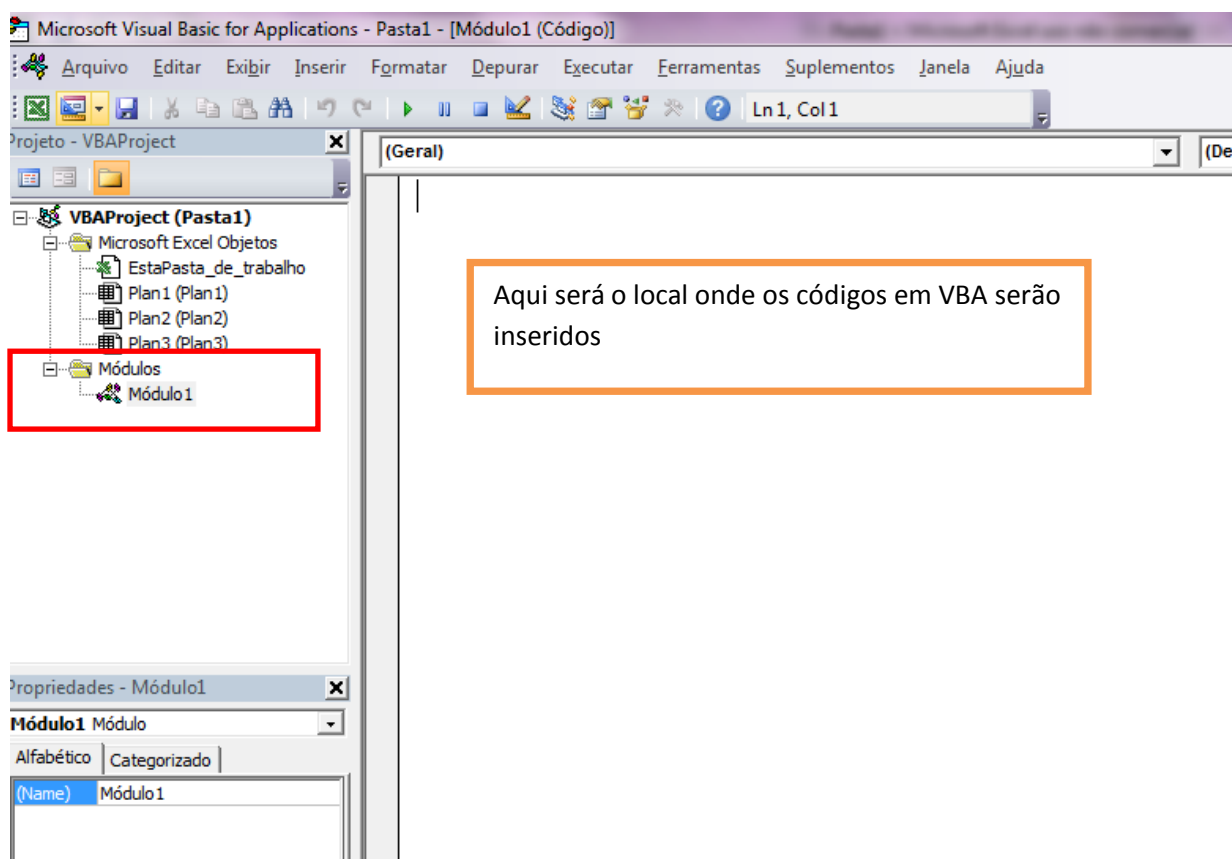 Microsoft Visual Basic for Applications - Pasta1 - [Módulo1 (Código)]
Arquivo Editar Exibir Inserir Formatar Depurar Executar Ferramentas Suplementos Janela Ajuda
Ln 1, Col 1
Projeto - VBAProject
(Geral)
(De
VBAProject (Pasta1)
Microsoft Excel Objetos
EstaPasta_de_trabalho
Plan1 (Plan1)
Plan2 (Plan2)
Plan3 (Plan3)
Módulos
Módulo1
Aqui será o local onde os códigos em VBA serão
inseridos
Propriedades - Módulo1
Módulo1 Módulo
Alfabético Categorizado
(Name) Módulo1